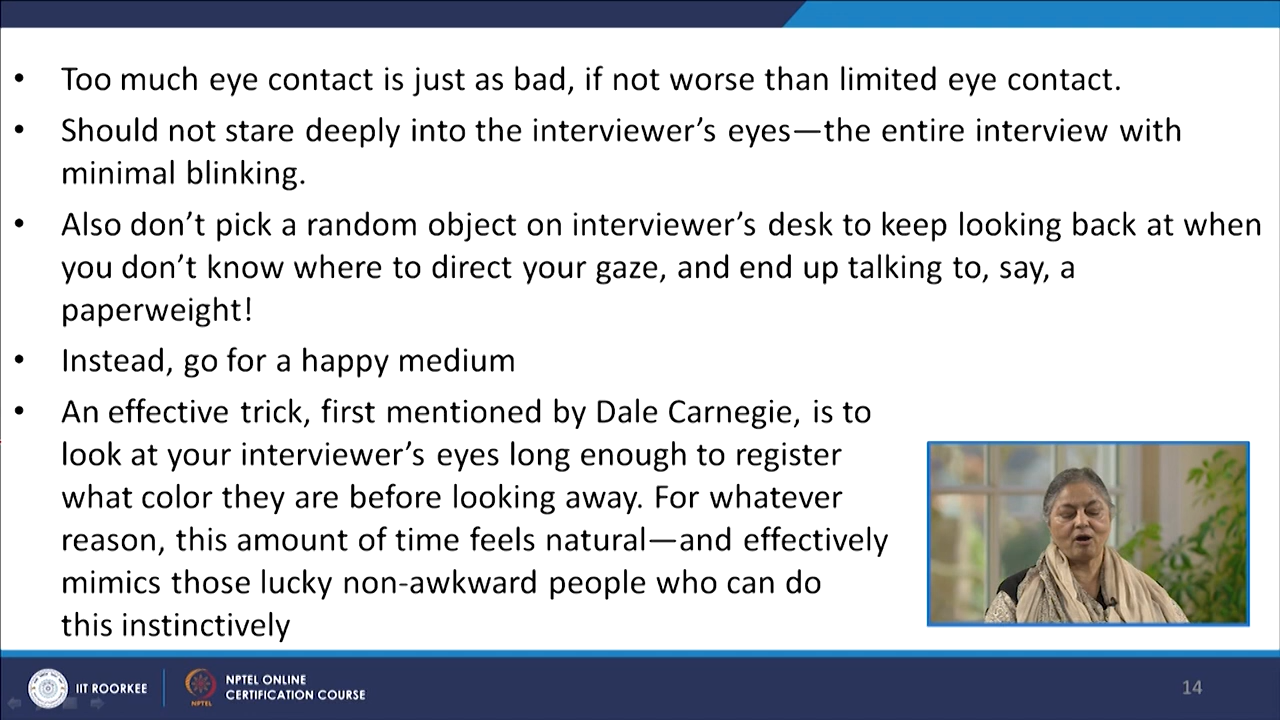 • Too much eye contact is just as bad, if not worse than limited eye contact.
• Should not stare deeply into the interviewer’s eyes—the entire interview with
minimal blinking.
• Also don’t pick a random object on interviewer’s desk to keep looking back at when
you don’t know where to direct your gaze, and end up talking to, say, a
paperweight!
• Instead, go for a happy medium
• An effective trick, first mentioned by Dale Carnegie, is to
look at your interviewer’s eyes long enough to register
what color they are before looking away. For whatever
reason, this amount of time feels natural—and effectively
mimics those lucky non-awkward people who can do
this instinctively
IIT ROORKEE
NPTEL
NPTEL ONLINE
CERTIFICATION COURSE
14